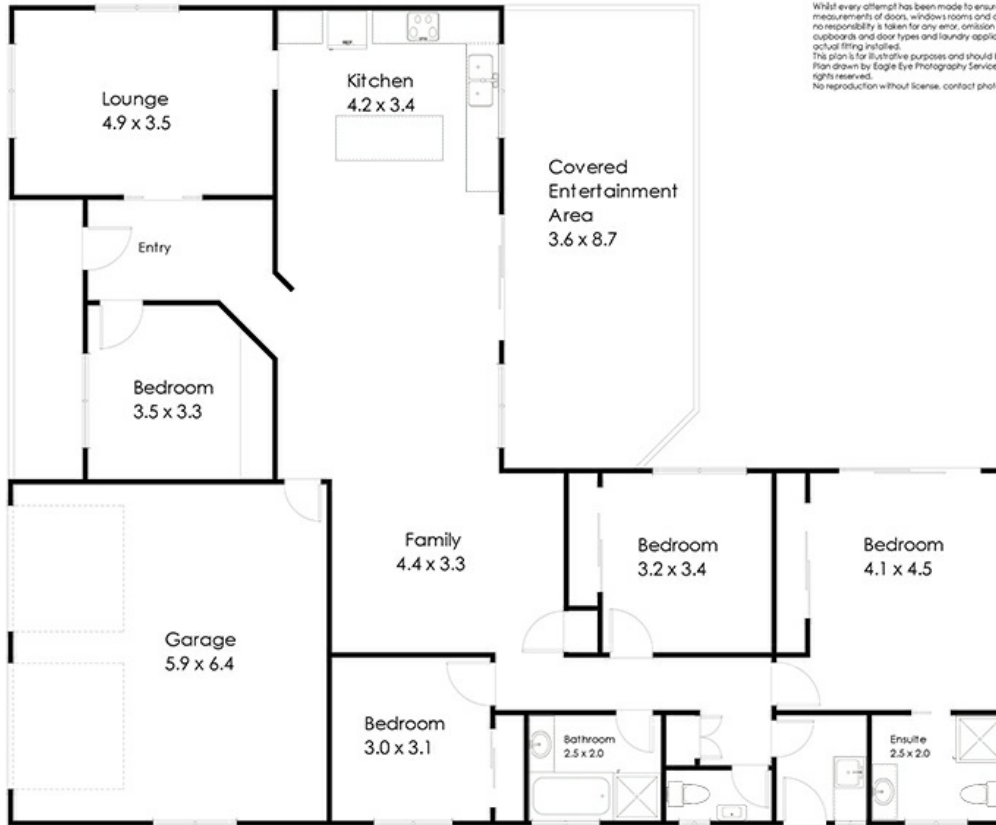 Whilst every attempt has been made to ensur
measurements of doors, windows rooms and
no responsibility is taken for any error, omission
cupboards and door types and laundry applic
actual fitting installed.
This plan is for illustrative purposes and should
Plan drawn by Eagle Eye Photography Service
rights reserved.
No reproduction without license, contact phot
Lounge
4.9 x 3.5
REF.
Kitchen
4.2 x 3.4
Covered
Entertainment
Area
3.6 x 8.7
Entry
Bedroom
3.5 x 3.3
Family
4.4 x 3.3
Bedroom
3.2 x 3.4
Bedroom
4.1 x 4.5
Garage
5.9 x 6.4
Bedroom
3.0 x 3.1
Bathroom
2.5 x 2.0
Ensuite
2.5 x 2.0